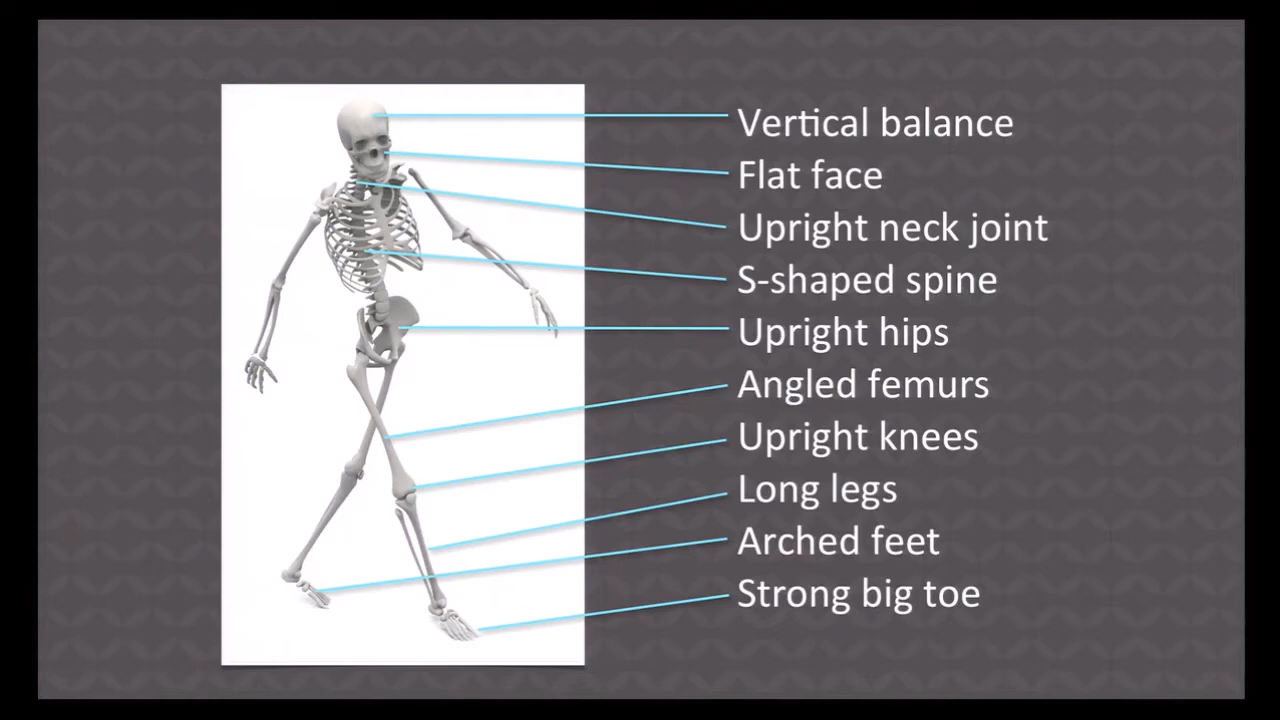 Vertical balance
Flat face
Upright neck joint
S-shaped spine
Upright hips
Angled femurs
Upright knees
Long legs
Arched feet
Strong big toe